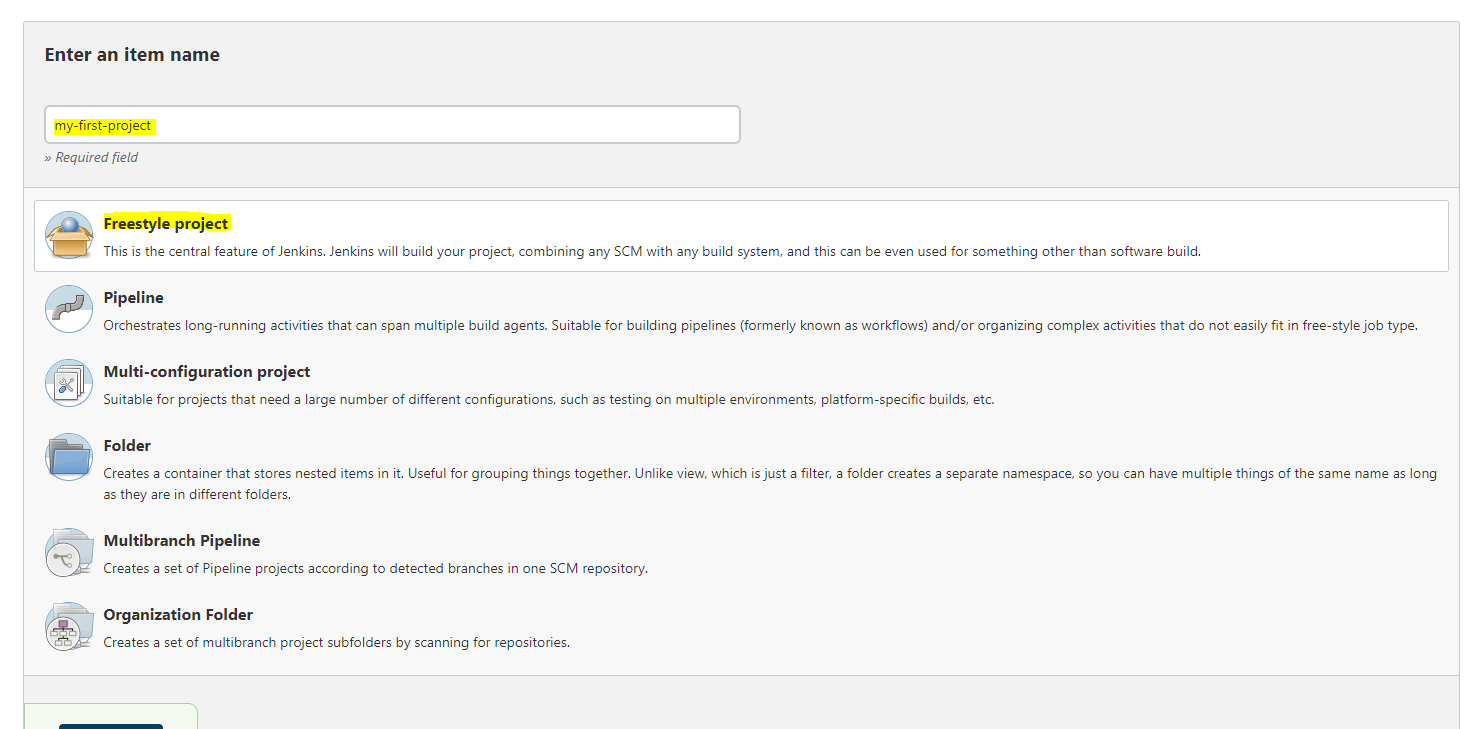 Enter an item name
my-first-project
» Required field
Freestyle project
This is the central feature of Jenkins. Jenkins will build your project, combining any SCM with any build system, and this can be even used for something other than software build.
Pipeline
Orchestrates long-running activities that can span multiple build agents. Suitable for building pipelines (formerly known as workflows) and/or organizing complex activities that do not easily fit in free-style job type.
Multi-configuration project
Suitable for projects that need a large number of different configurations, such as testing on multiple environments, platform-specific builds, etc.
Folder
Creates a container that stores nested items in it. Useful for grouping things together. Unlike view, which is just a filter, a folder creates a separate namespace, so you can have multiple things of the same name as long
as they are in different folders.
Multibranch Pipeline
Creates a set of Pipeline projects according to detected branches in one SCM repository.
Organization Folder
Creates a set of multibranch project subfolders by scanning for repositories.